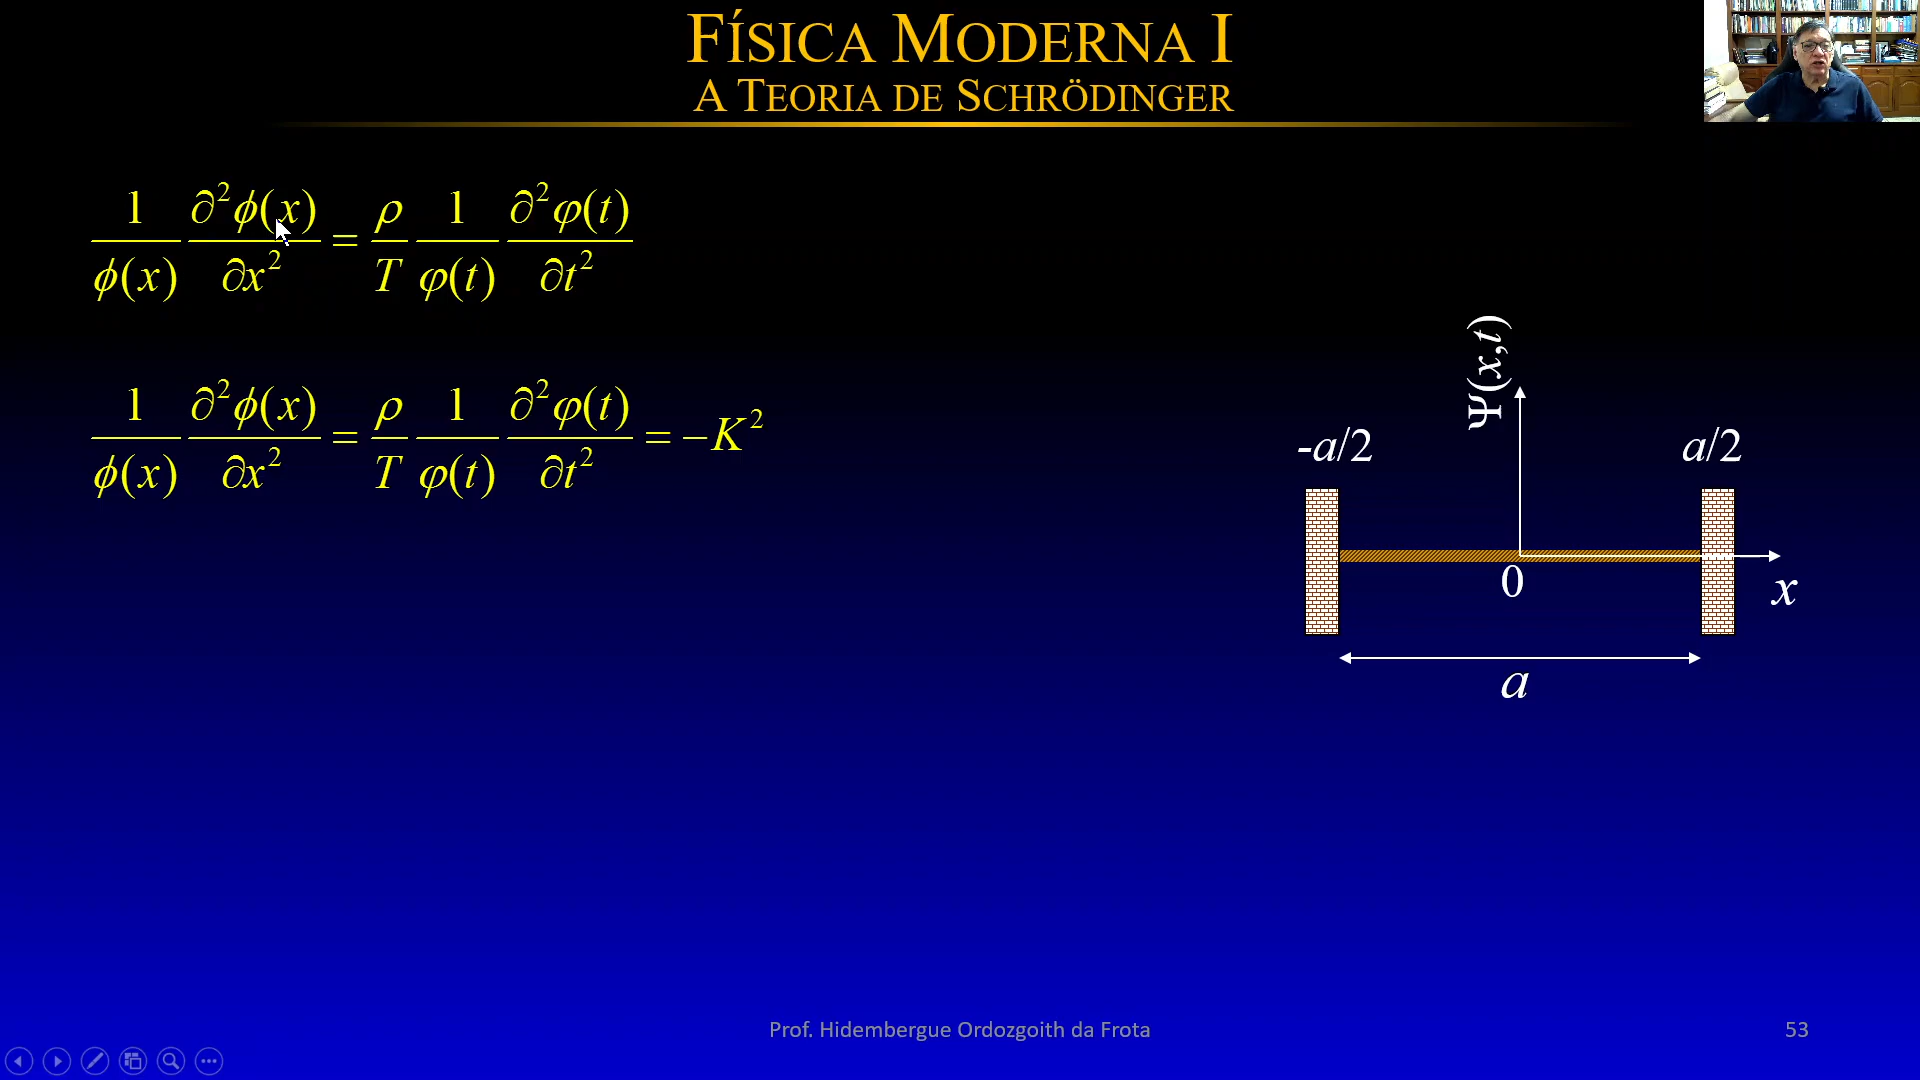 FÍSICA MODERNA I
A TEORIA DE SCHRÖDINGER
1/ϕ(x) ∂²ϕ(x)/∂x² = ρ/T 1/φ(t) ∂²φ(t)/∂t²
1/ϕ(x) ∂²ϕ(x)/∂x² = ρ/T 1/φ(t) ∂²φ(t)/∂t² = −K²
Ψ(x,t)
-a/2
a/2
0
x
a
Prof. Hidembergue Ordozgoith da Frota
53